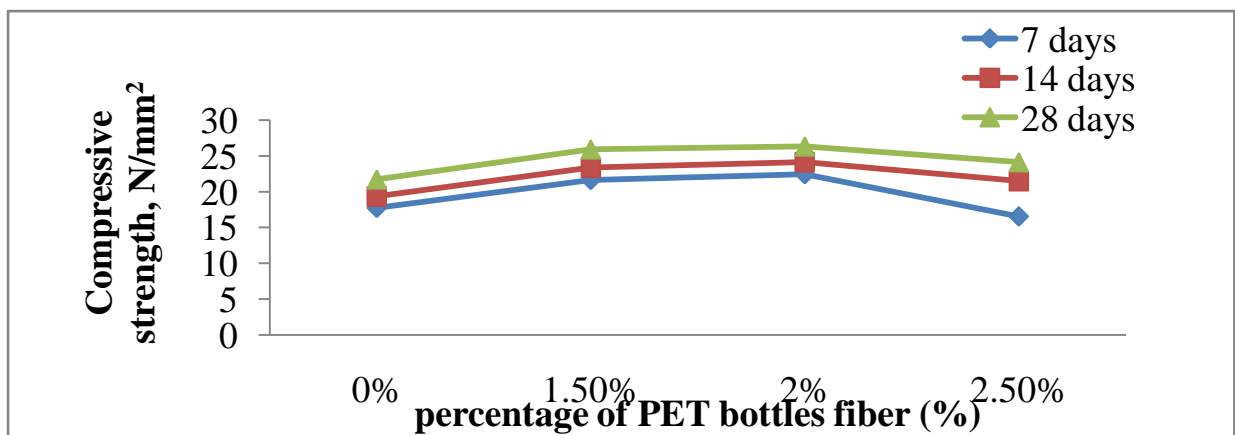 7 days
14 days
28 days
Compressive
strength, N/mm²
30
25
20
15
10
5
0
0% 1.50% 2% 2.50%
percentage of PET bottles fiber (%)